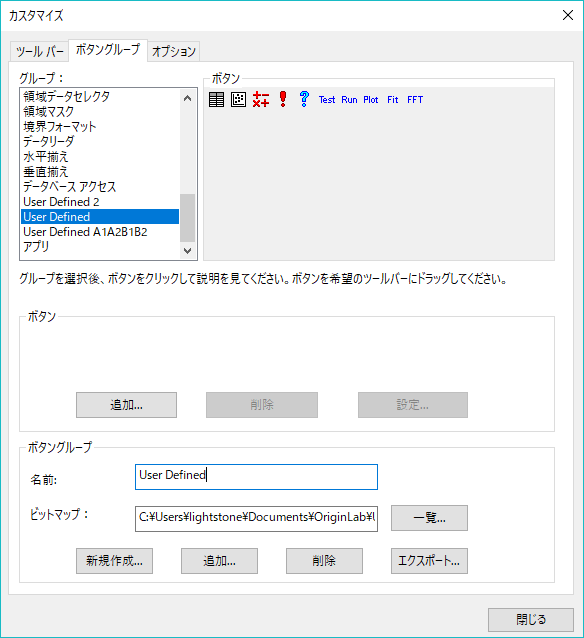 カスタマイズ
ツール バー ボタングループ オプション
グループ：
領域データセレクタ
領域マスク
境界フォーマット
データリーダ
水平揃え
垂直揃え
データベース アクセス
User Defined 2
User Defined
User Defined A1A2B1B2
アプリ
ボタン
Test Run Plot Fit FFT
グループを選択後、ボタンをクリックして説明を見てください。ボタンを希望のツールバーにドラッグしてください。
ボタン
追加... 削除 設定...
ボタングループ
名前: User Defined
ビットマップ： C:¥Users¥lightstone¥Documents¥OriginLab¥U 一覧...
新規作成... 追加... 削除 エクスポート...
閉じる